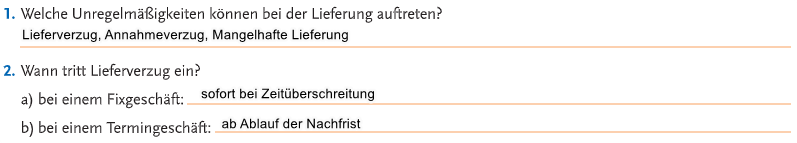 1. Welche Unregelmäßigkeiten können bei der Lieferung auftreten?
Lieferverzug, Annahmeverzug, Mangelhafte Lieferung
2. Wann tritt Lieferverzug ein?
a) bei einem Fixgeschäft: sofort bei Zeitüberschreitung
b) bei einem Termingeschäft: ab Ablauf der Nachfrist